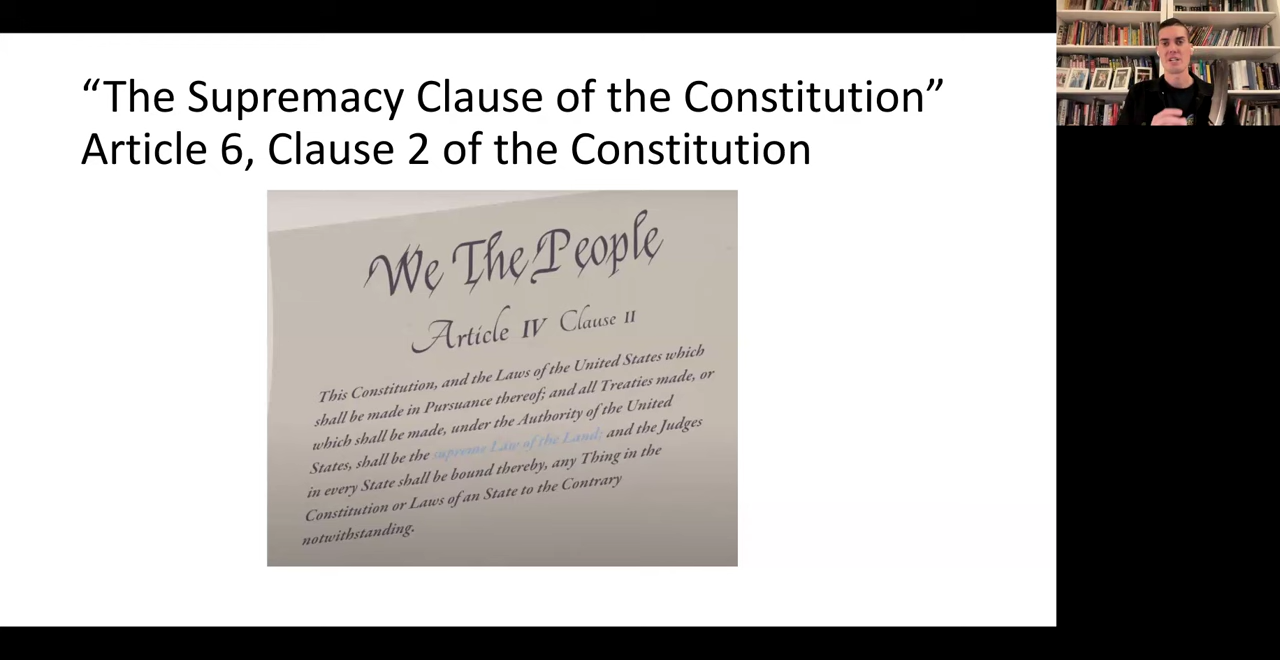 “The Supremacy Clause of the Constitution”
Article 6, Clause 2 of the Constitution
We The People
Article IV Clause II
This Constitution, and the Laws of the United States which
shall be made in Pursuance thereof; and all Treaties made, or
which shall be made, under the Authority of the United
States, shall be the supreme Law of the Land; and the Judges
in every State shall be bound thereby, any Thing in the
Constitution or Laws of an State to the Contrary
notwithstanding.